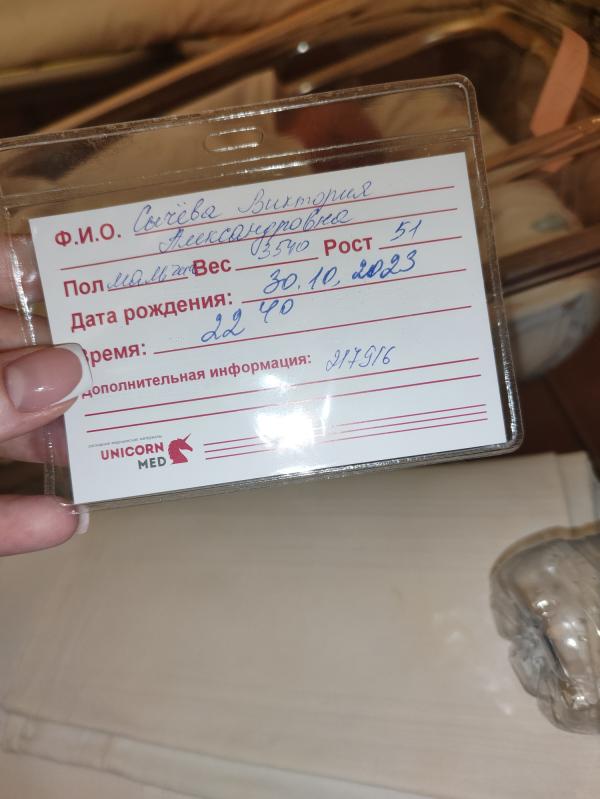 Ф.И.О. Сычёва Виктория
Александровна
Пол мальчик Вес 3540 Рост 51
Дата рождения: 30.10.2023
Время: 22 40
Дополнительная информация: 217916
UNICORN
MED